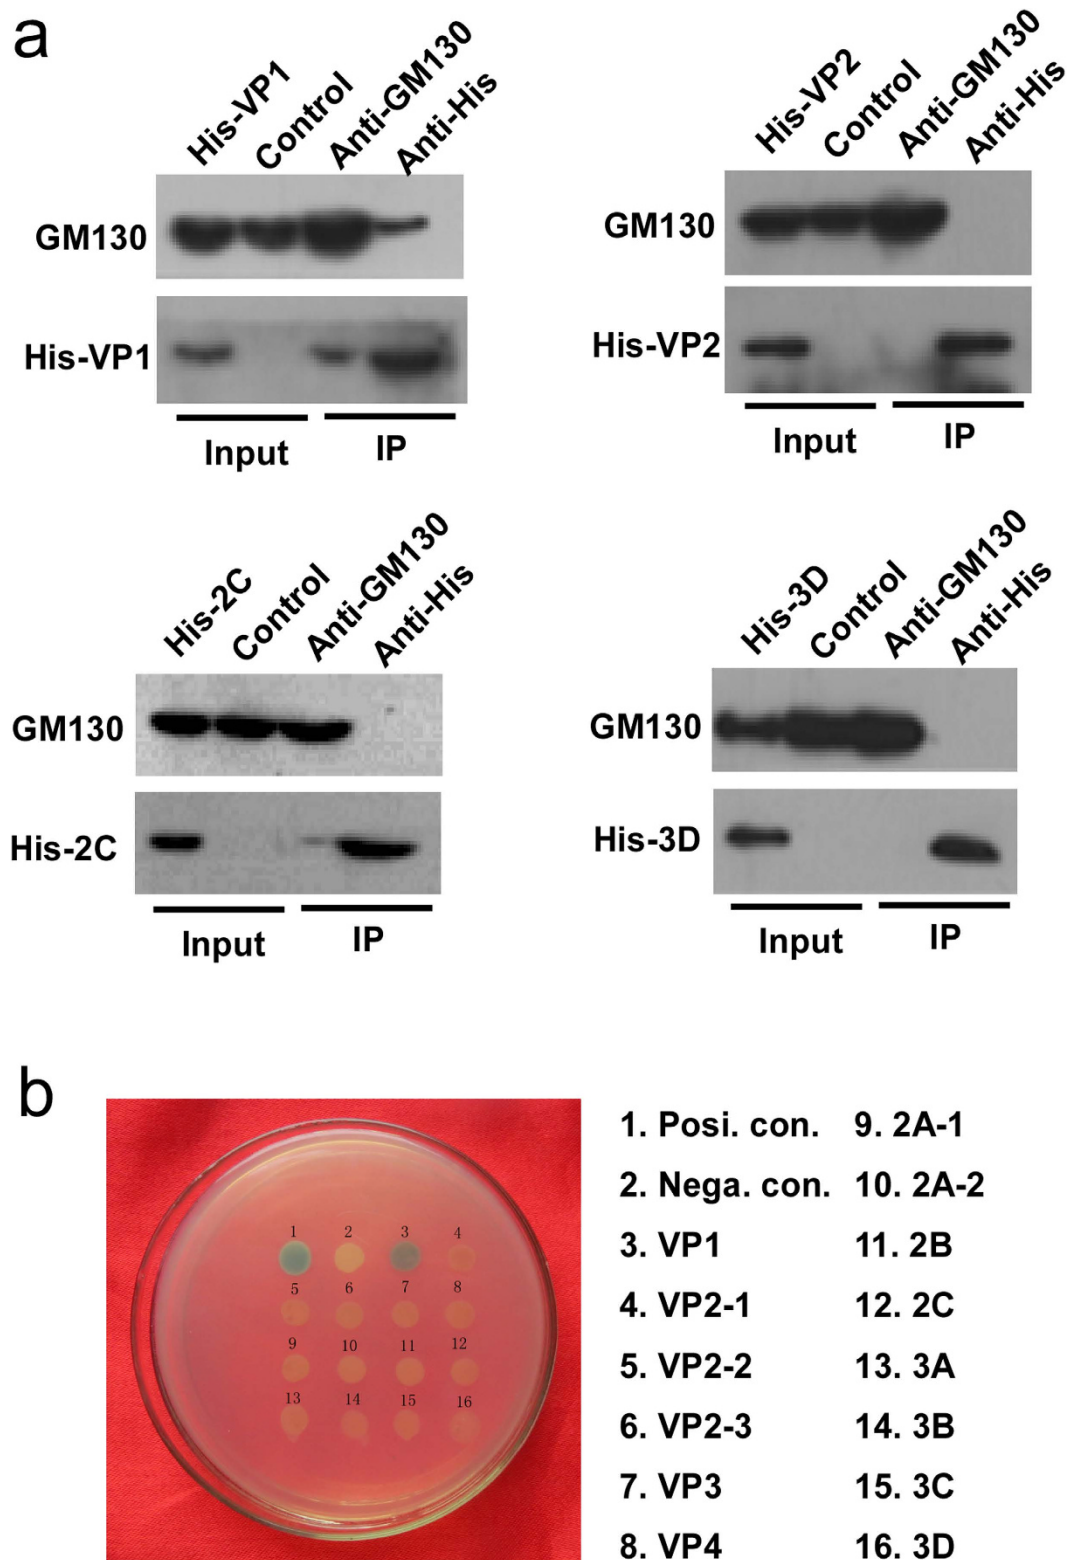 a
His-VP1 Control Anti-GM130 Anti-His
GM130
His-VP1
Input IP
His-VP2 Control Anti-GM130 Anti-His
GM130
His-VP2
Input IP
His-2C Control Anti-GM130 Anti-His
GM130
His-2C
Input IP
His-3D Control Anti-GM130 Anti-His
GM130
His-3D
Input IP
b
1 2 3 4
5 6 7 8
9 10 11 12
13 14 15 16
1. Posi. con.
2. Nega. con.
3. VP1
4. VP2-1
5. VP2-2
6. VP2-3
7. VP3
8. VP4
9. 2A-1
10. 2A-2
11. 2B
12. 2C
13. 3A
14. 3B
15. 3C
16. 3D